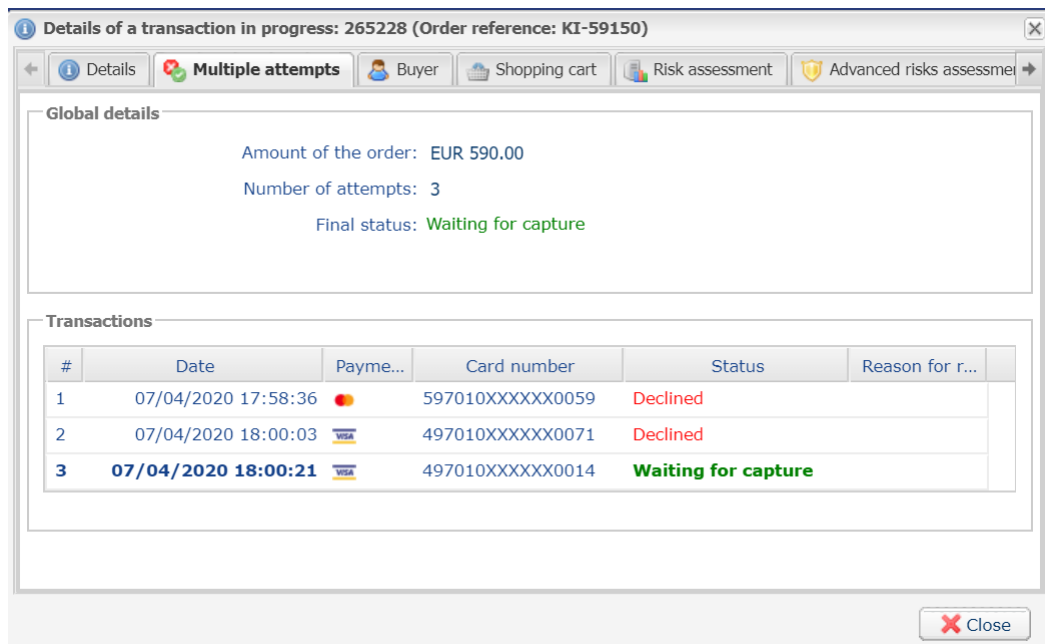 Details of a transaction in progress: 265228 (Order reference: KI-59150)
Details Multiple attempts Buyer Shopping cart Risk assessment Advanced risks assessme
Global details
Amount of the order: EUR 590.00
Number of attempts: 3
Final status: Waiting for capture
Transactions
# Date Payme... Card number Status Reason for r...
1 07/04/2020 17:58:36 597010XXXXXX0059 Declined
2 07/04/2020 18:00:03 VISA 497010XXXXXX0071 Declined
3 07/04/2020 18:00:21 VISA 497010XXXXXX0014 Waiting for capture
Close